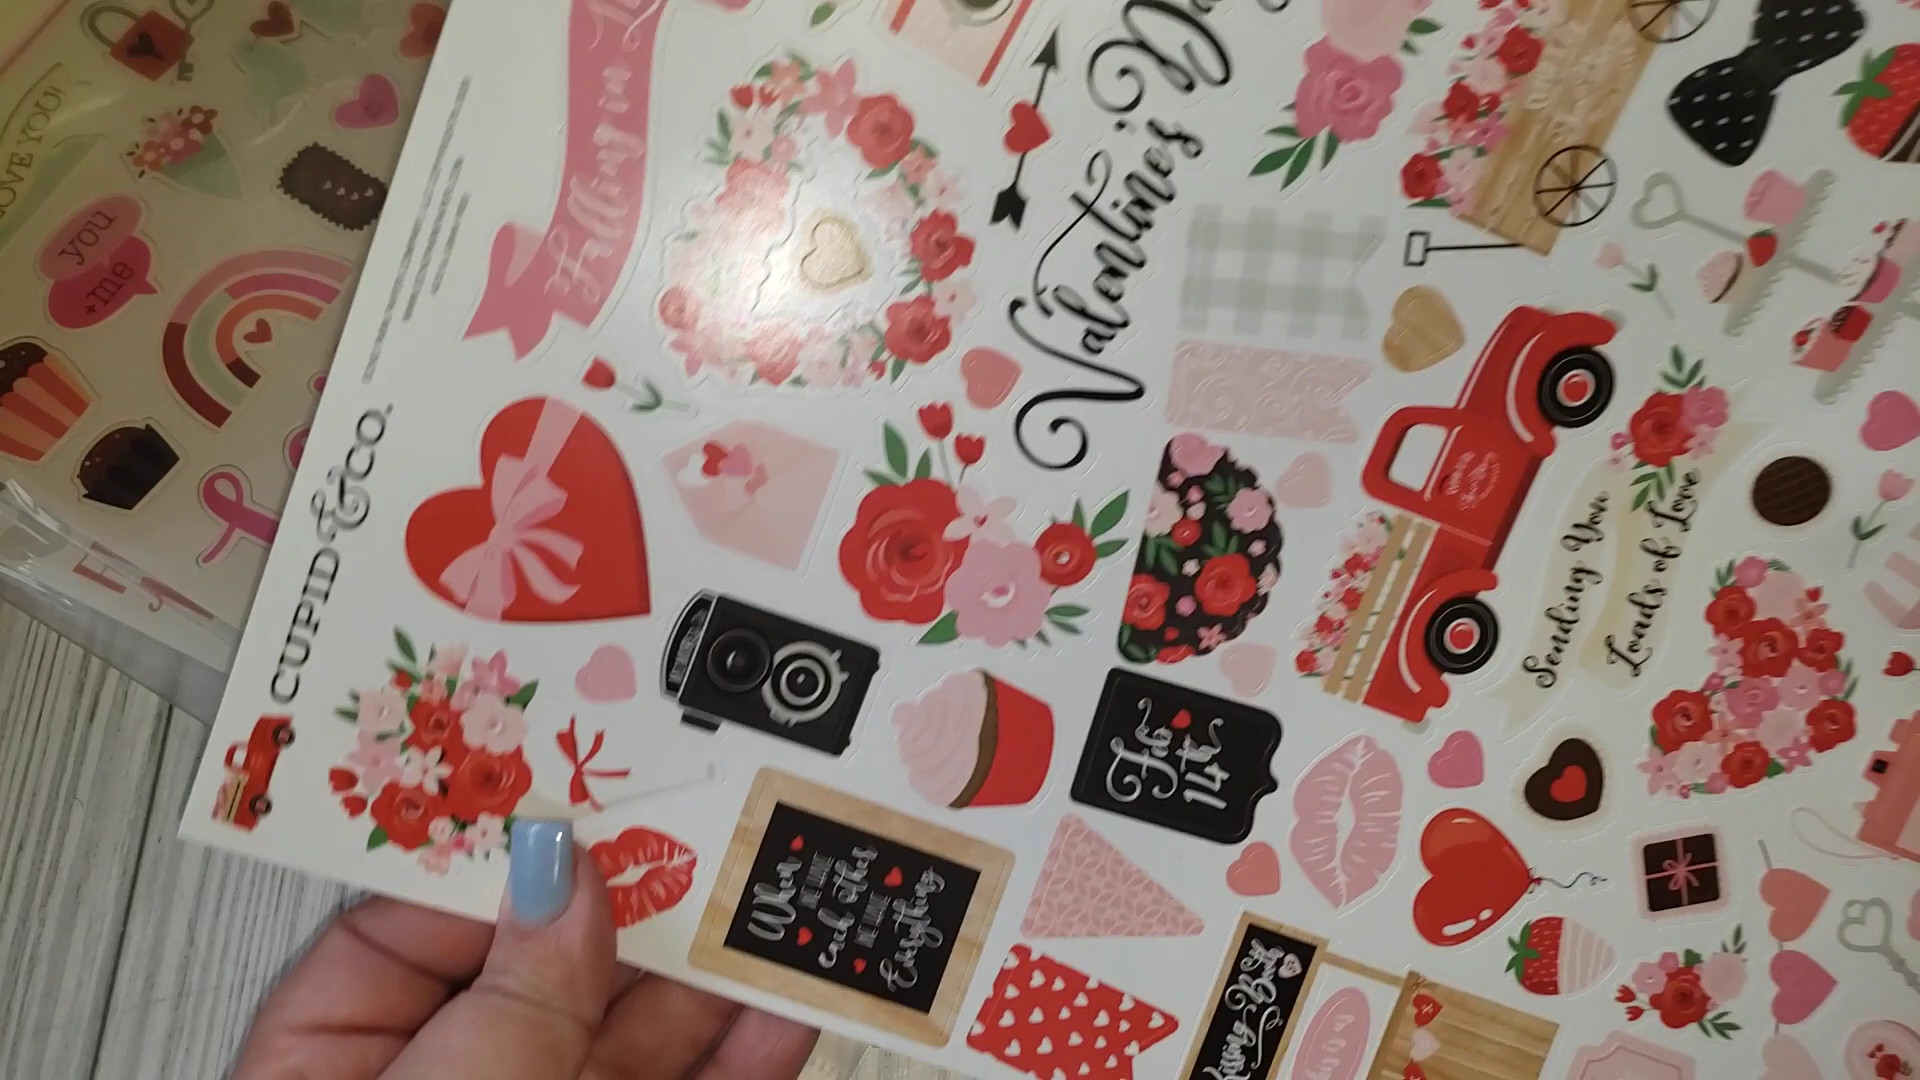 LOVE YOU!
you
+me
CUPID & CO.
Falling in
Valentine's Day
Sending You
Loads of Love
Feb
14th
When
WE HAVE
each other
WE HAVE
Everything
Kissing Booth